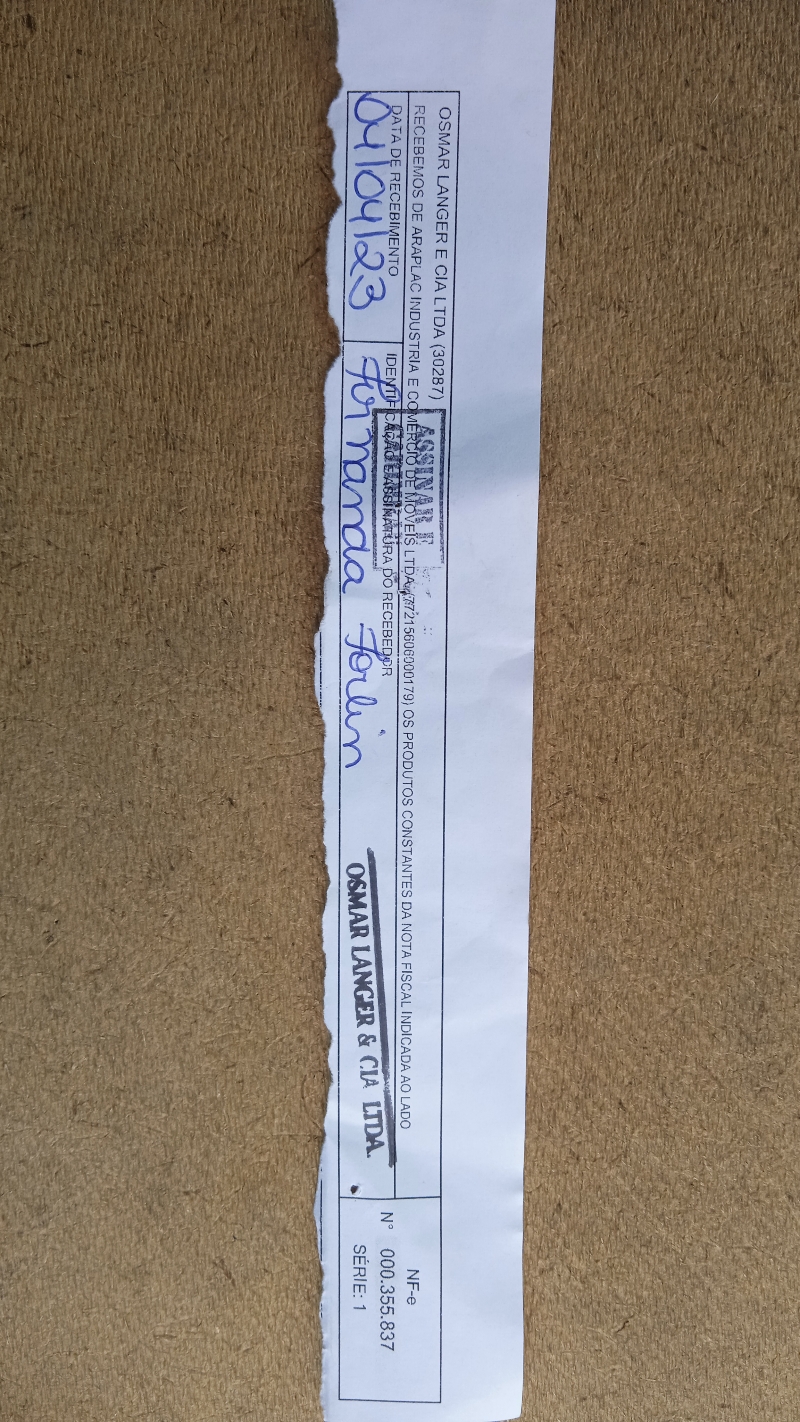 OSMAR LANGER E CIA LTDA (30287)
RECEBEMOS DE ARAPLAC INDUSTRIA E COMERCIO DE MOVEIS LTDA (77215606000179) OS PRODUTOS CONSTANTES DA NOTA FISCAL INDICADA AO LADO
DATA DE RECEBIMENTO
04/04/23
IDENTIFICAÇÃO E ASSINATURA DO RECEBEDOR
Fernanda Forlin
ASSINAR E
OSMAR LANGER & CIA LTDA.
NF-e
N° 000.355.837
SÉRIE: 1